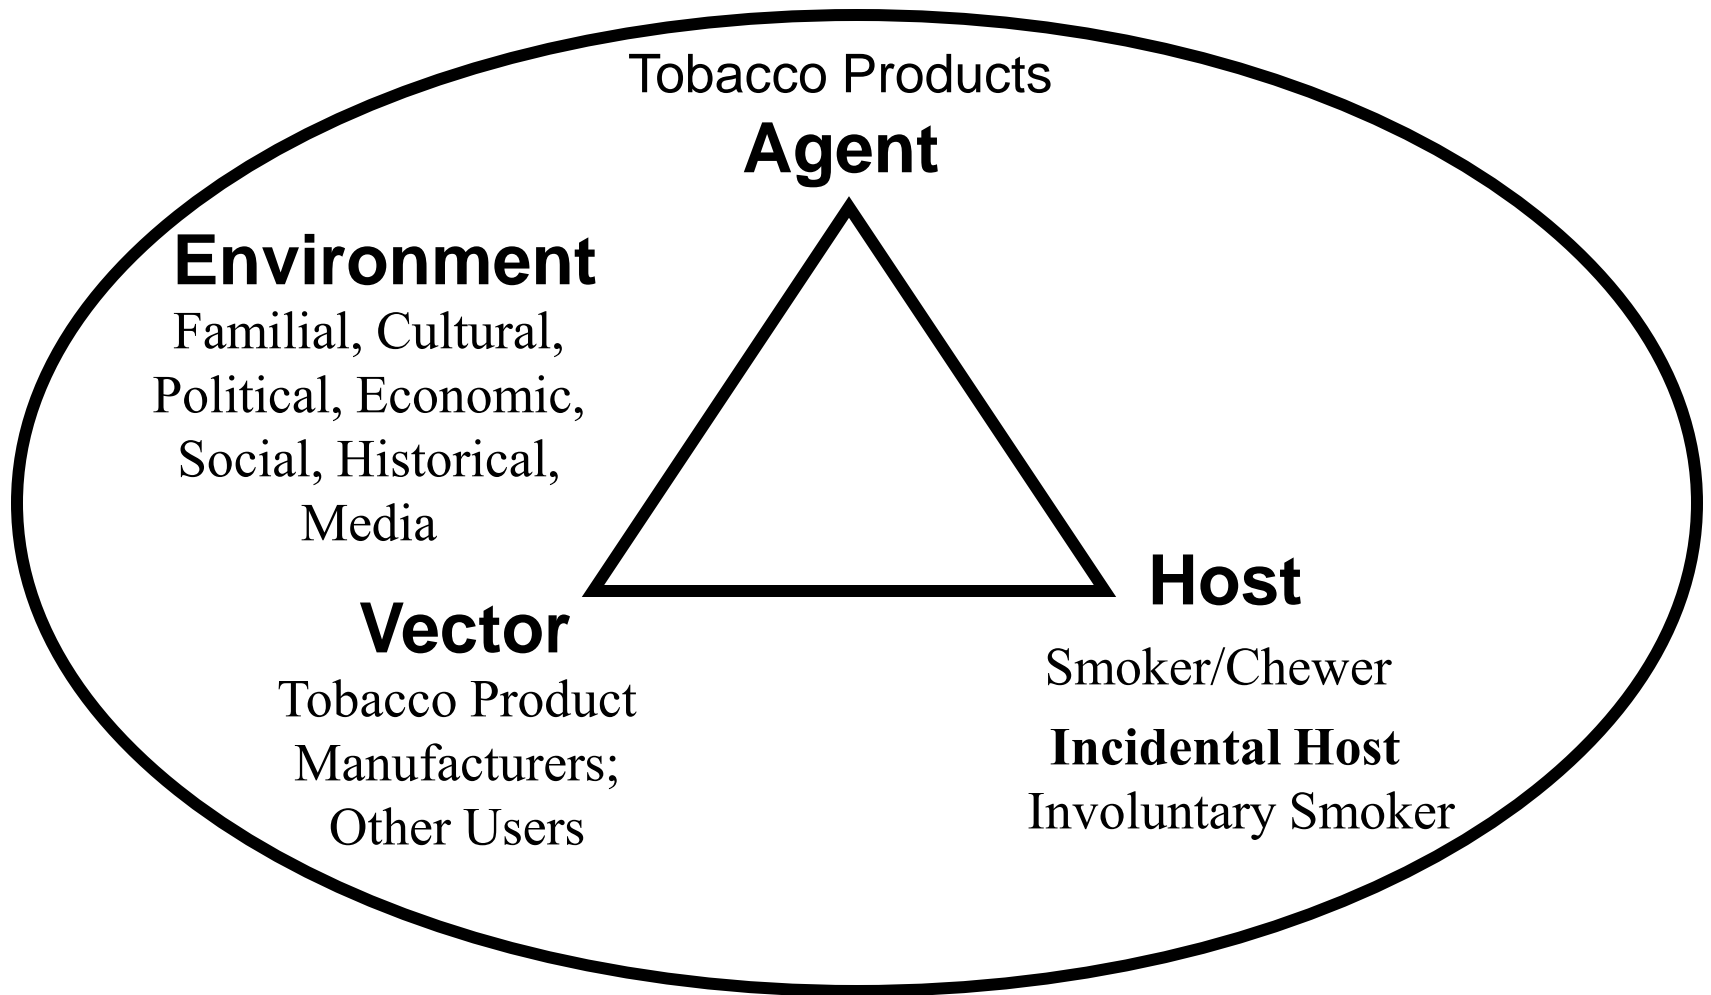 Tobacco Products
Agent
Environment
Familial, Cultural,
Political, Economic,
Social, Historical,
Media
Vector
Tobacco Product
Manufacturers;
Other Users
Host
Smoker/Chewer
Incidental Host
Involuntary Smoker